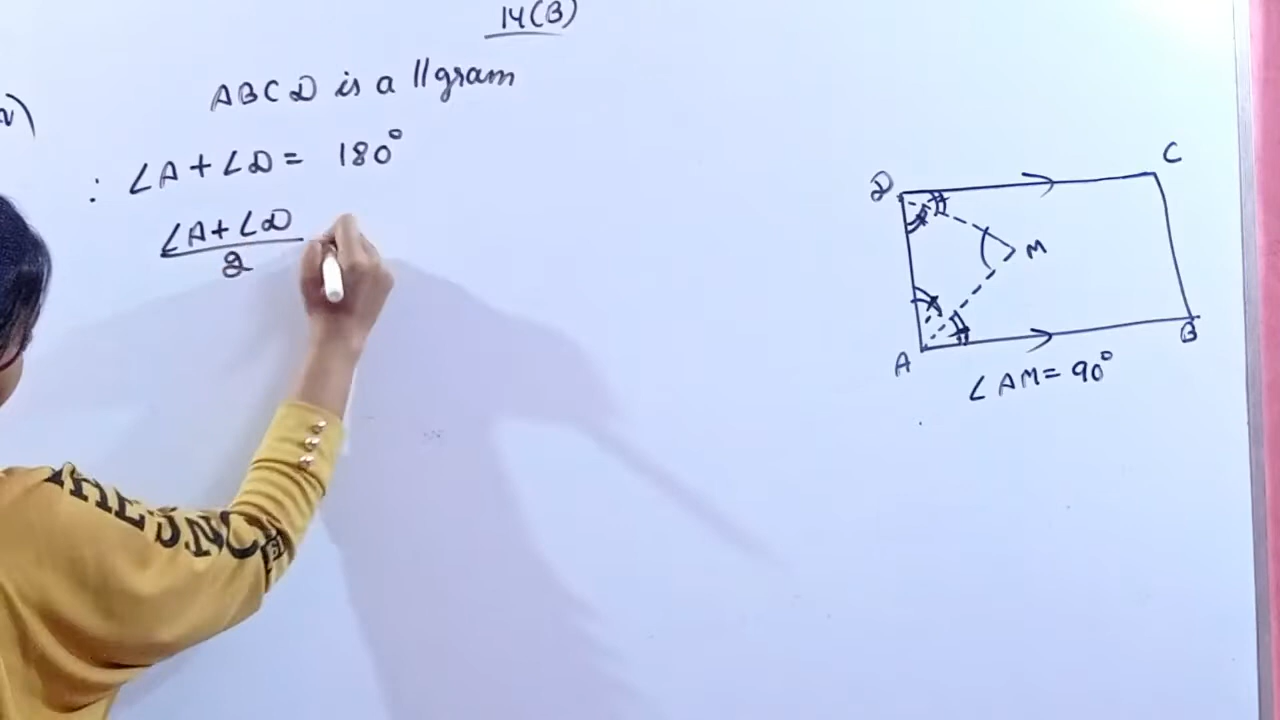 14(B)
ABCD is a ||gram
: ∠A+∠D = 180°
∠A+∠D
2
D
C
M
A
B
∠AM = 90°